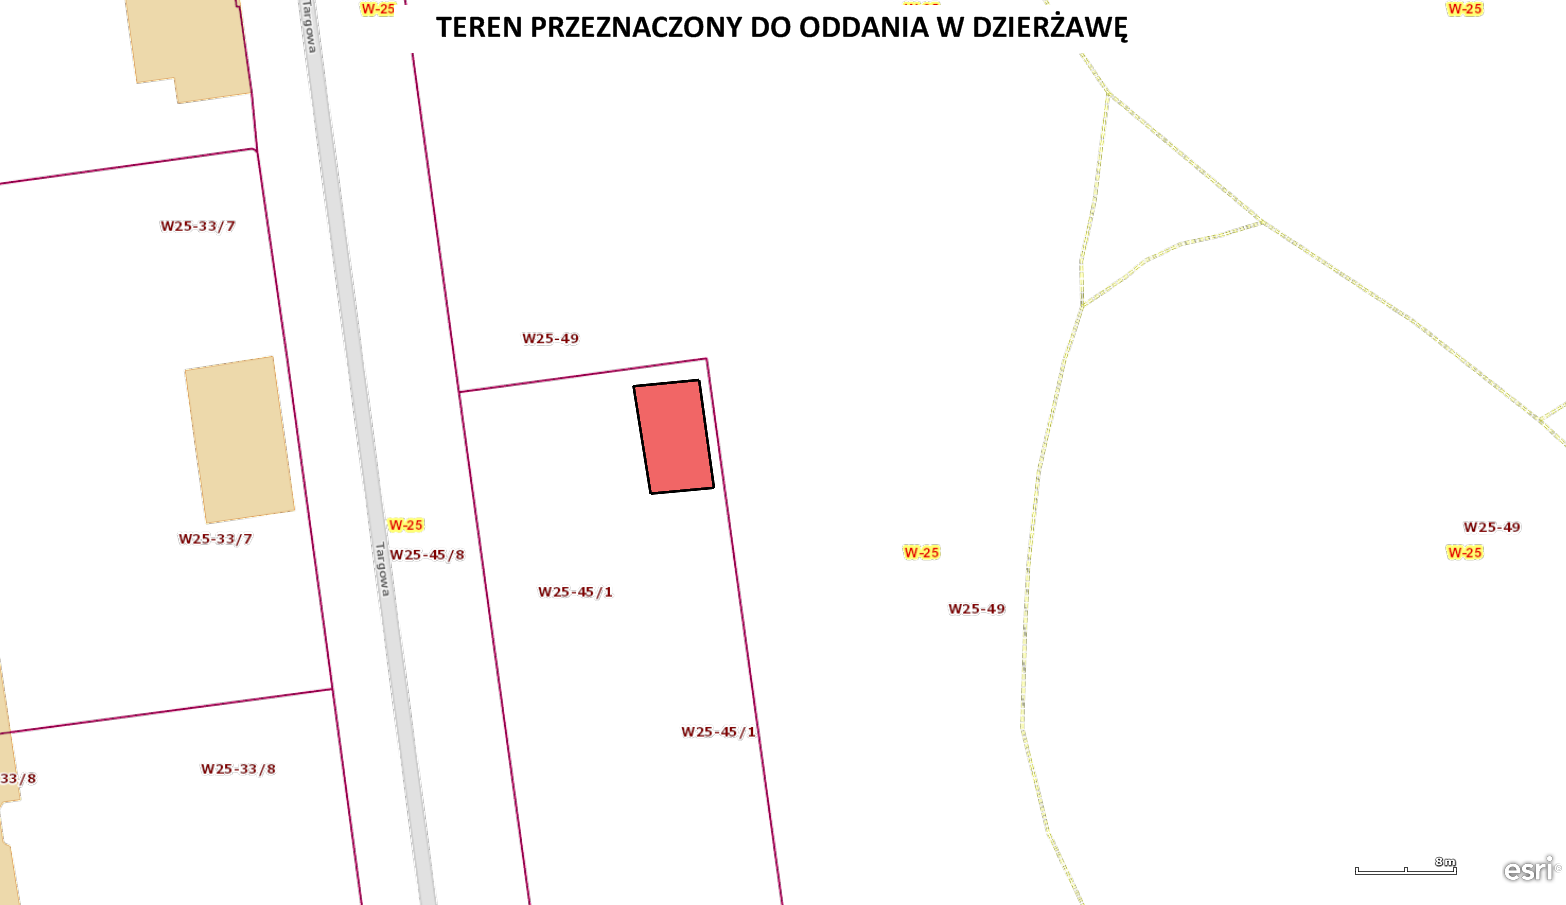 W-25
W-25
TEREN PRZEZNACZONY DO ODDANIA W DZIERŻAWĘ
Targowa
W25-33/7
W25-49
W-25
W25-49
W25-33/7
Targowa
W25-45/8
W-25
W-25
W25-45/1
W25-49
W25-45/1
W25-33/8
33/8
8m
esri